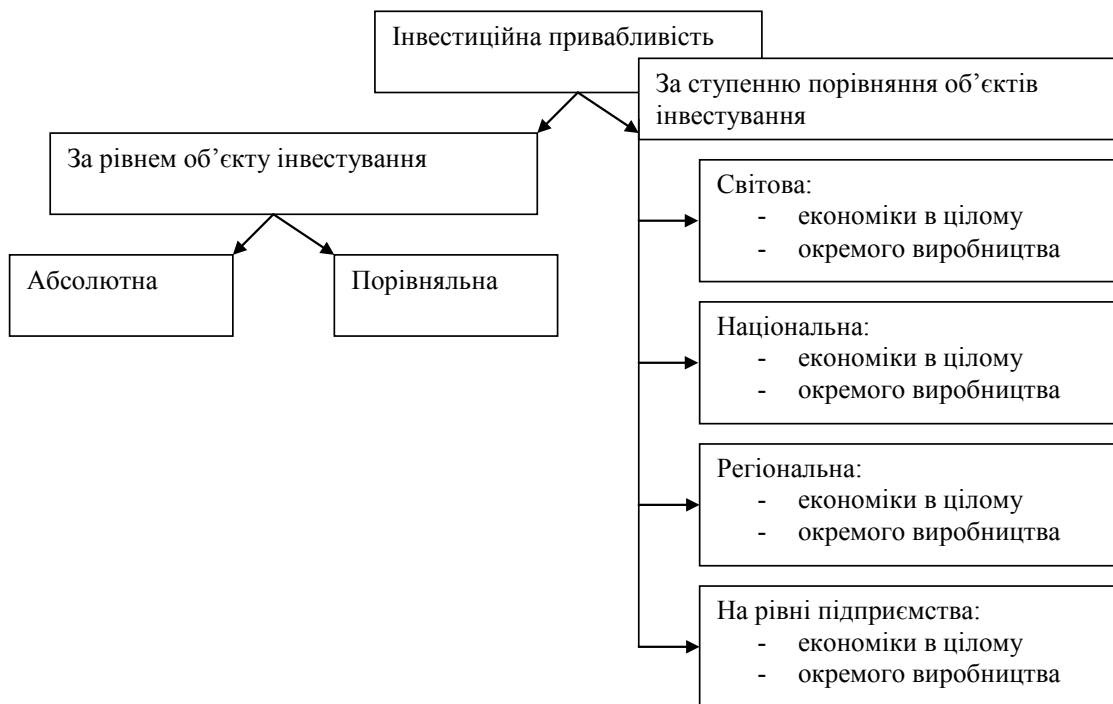 Інвестиційна привабливість
За ступенню порівняння об’єктів
інвестування
За рівнем об’єкту інвестування
Абсолютна
Порівняльна
Світова:
- економіки в цілому
- окремого виробництва
Національна:
- економіки в цілому
- окремого виробництва
Регіональна:
- економіки в цілому
- окремого виробництва
На рівні підприємства:
- економіки в цілому
- окремого виробництва